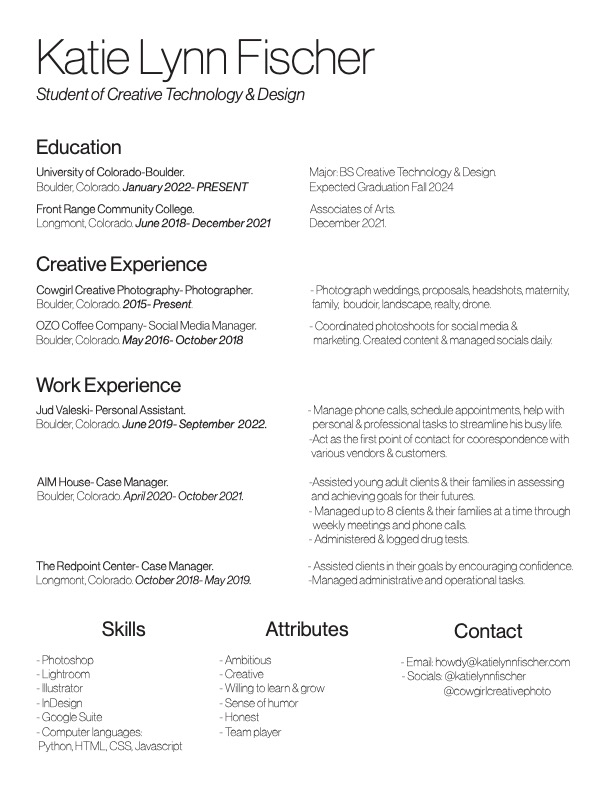 Katie Lynn Fischer
Student of Creative Technology & Design
Education
University of Colorado-Boulder.
Boulder, Colorado. January 2022- PRESENT
Major: BS Creative Technology & Design.
Expected Graduation Fall 2024
Front Range Community College.
Longmont, Colorado. June 2018- December 2021
Associates of Arts.
December 2021.
Creative Experience
Cowgirl Creative Photography- Photographer.
Boulder, Colorado. 2015- Present.
- Photograph weddings, proposals, headshots, maternity,
family, boudoir, landscape, realty, drone.
OZO Coffee Company- Social Media Manager.
Boulder, Colorado. May 2016- October 2018
- Coordinated photoshoots for social media &
marketing. Created content & managed socials daily.
Work Experience
Jud Valeski- Personal Assistant.
Boulder, Colorado. June 2019- September 2022.
- Manage phone calls, schedule appointments, help with
personal & professional tasks to streamline his busy life.
-Act as the first point of contact for coorespondence with
various vendors & customers.
AIM House- Case Manager.
Boulder, Colorado. April 2020- October 2021.
-Assisted young adult clients & their families in assessing
and achieving goals for their futures.
- Managed up to 8 clients & their families at a time through
weekly meetings and phone calls.
- Administered & logged drug tests.
The Redpoint Center- Case Manager.
Longmont, Colorado. October 2018- May 2019.
- Assisted clients in their goals by encouraging confidence.
-Managed administrative and operational tasks.
Skills
- Photoshop
- Lightroom
- Illustrator
- InDesign
- Google Suite
- Computer languages:
Python, HTML, CSS, Javascript
Attributes
- Ambitious
- Creative
- Willing to learn & grow
- Sense of humor
- Honest
- Team player
Contact
- Email: howdy@katielynnfischer.com
- Socials: @katielynnfischer
@cowgirlcreativephoto